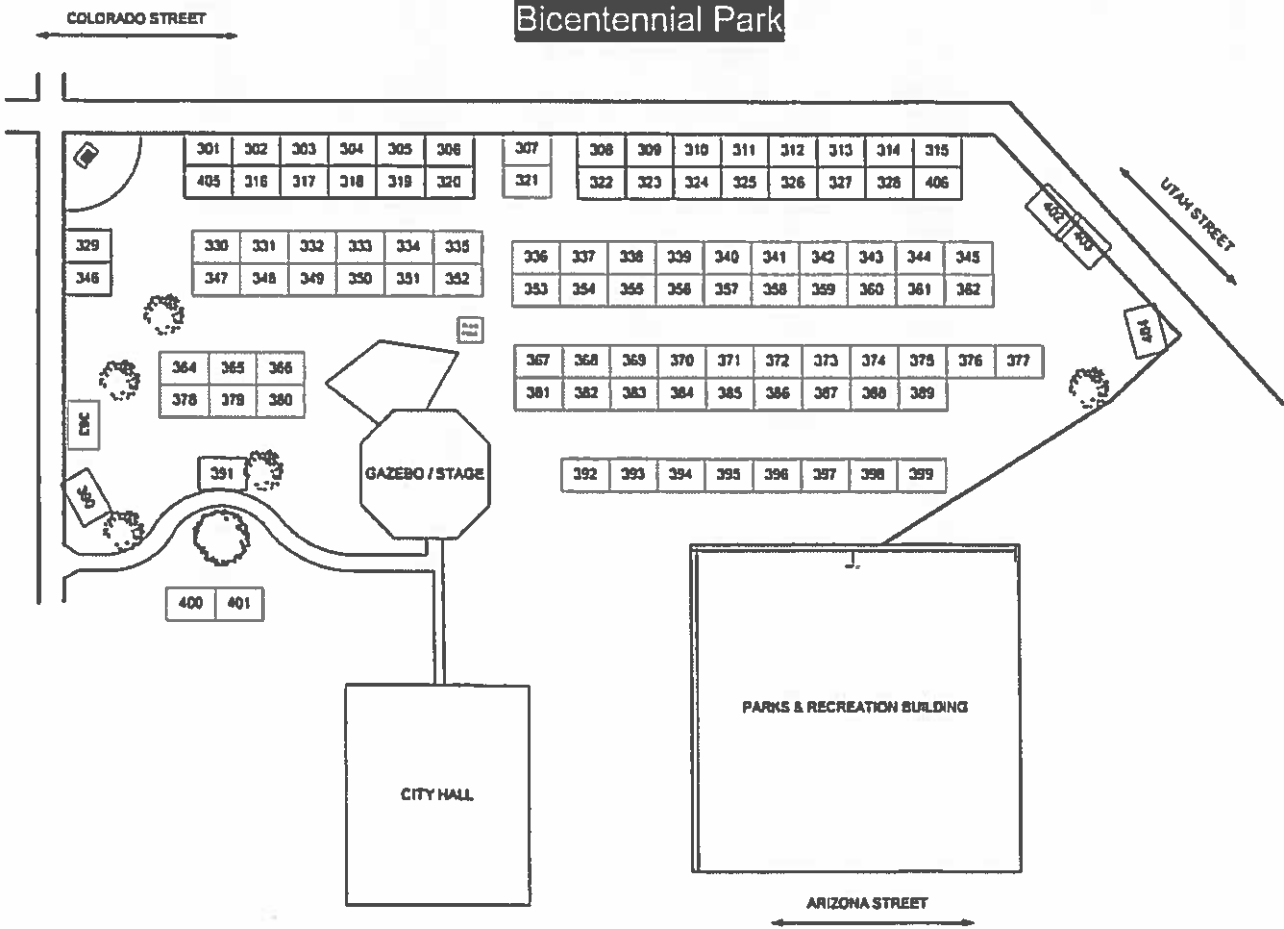 COLORADO STREET
Bicentennial Park
301 302 303 304 305 306 307 308 309 310 311 312 313 314 315
405 316 317 318 319 320 321 322 323 324 325 326 327 328 406
402
403
UTAH STREET
329
346
330 331 332 333 334 335
347 348 349 350 351 352
336 337 338 339 340 341 342 343 344 345
353 354 355 356 357 358 359 360 361 362
404
364 365 366
378 379 380
367 368 369 370 371 372 373 374 375 376 377
381 382 383 384 385 386 387 388 389
363
391
GAZEBO / STAGE
392 393 394 395 396 397 398 399
390
400 401
PARKS & RECREATION BUILDING
CITY HALL
ARIZONA STREET